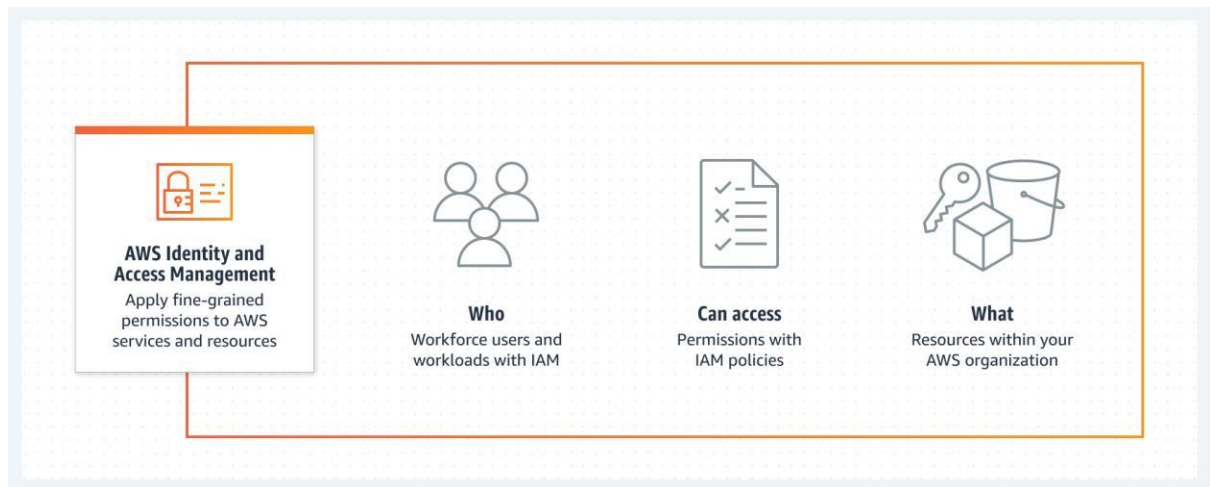 AWS Identity and
Access Management
Apply fine-grained
permissions to AWS
services and resources
Who
Workforce users and
workloads with IAM
Can access
Permissions with
IAM policies
What
Resources within your
AWS organization